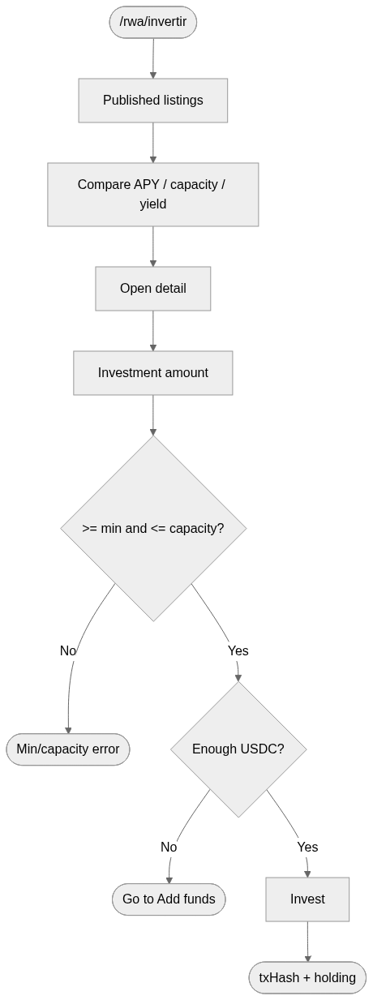 /rwa/invertir
Published listings
Compare APY / capacity /
yield
Open detail
Investment amount
>= min and <= capacity?
No
Yes
Min/capacity error
Enough USDC?
No
Yes
Go to Add funds
Invest
txHash + holding